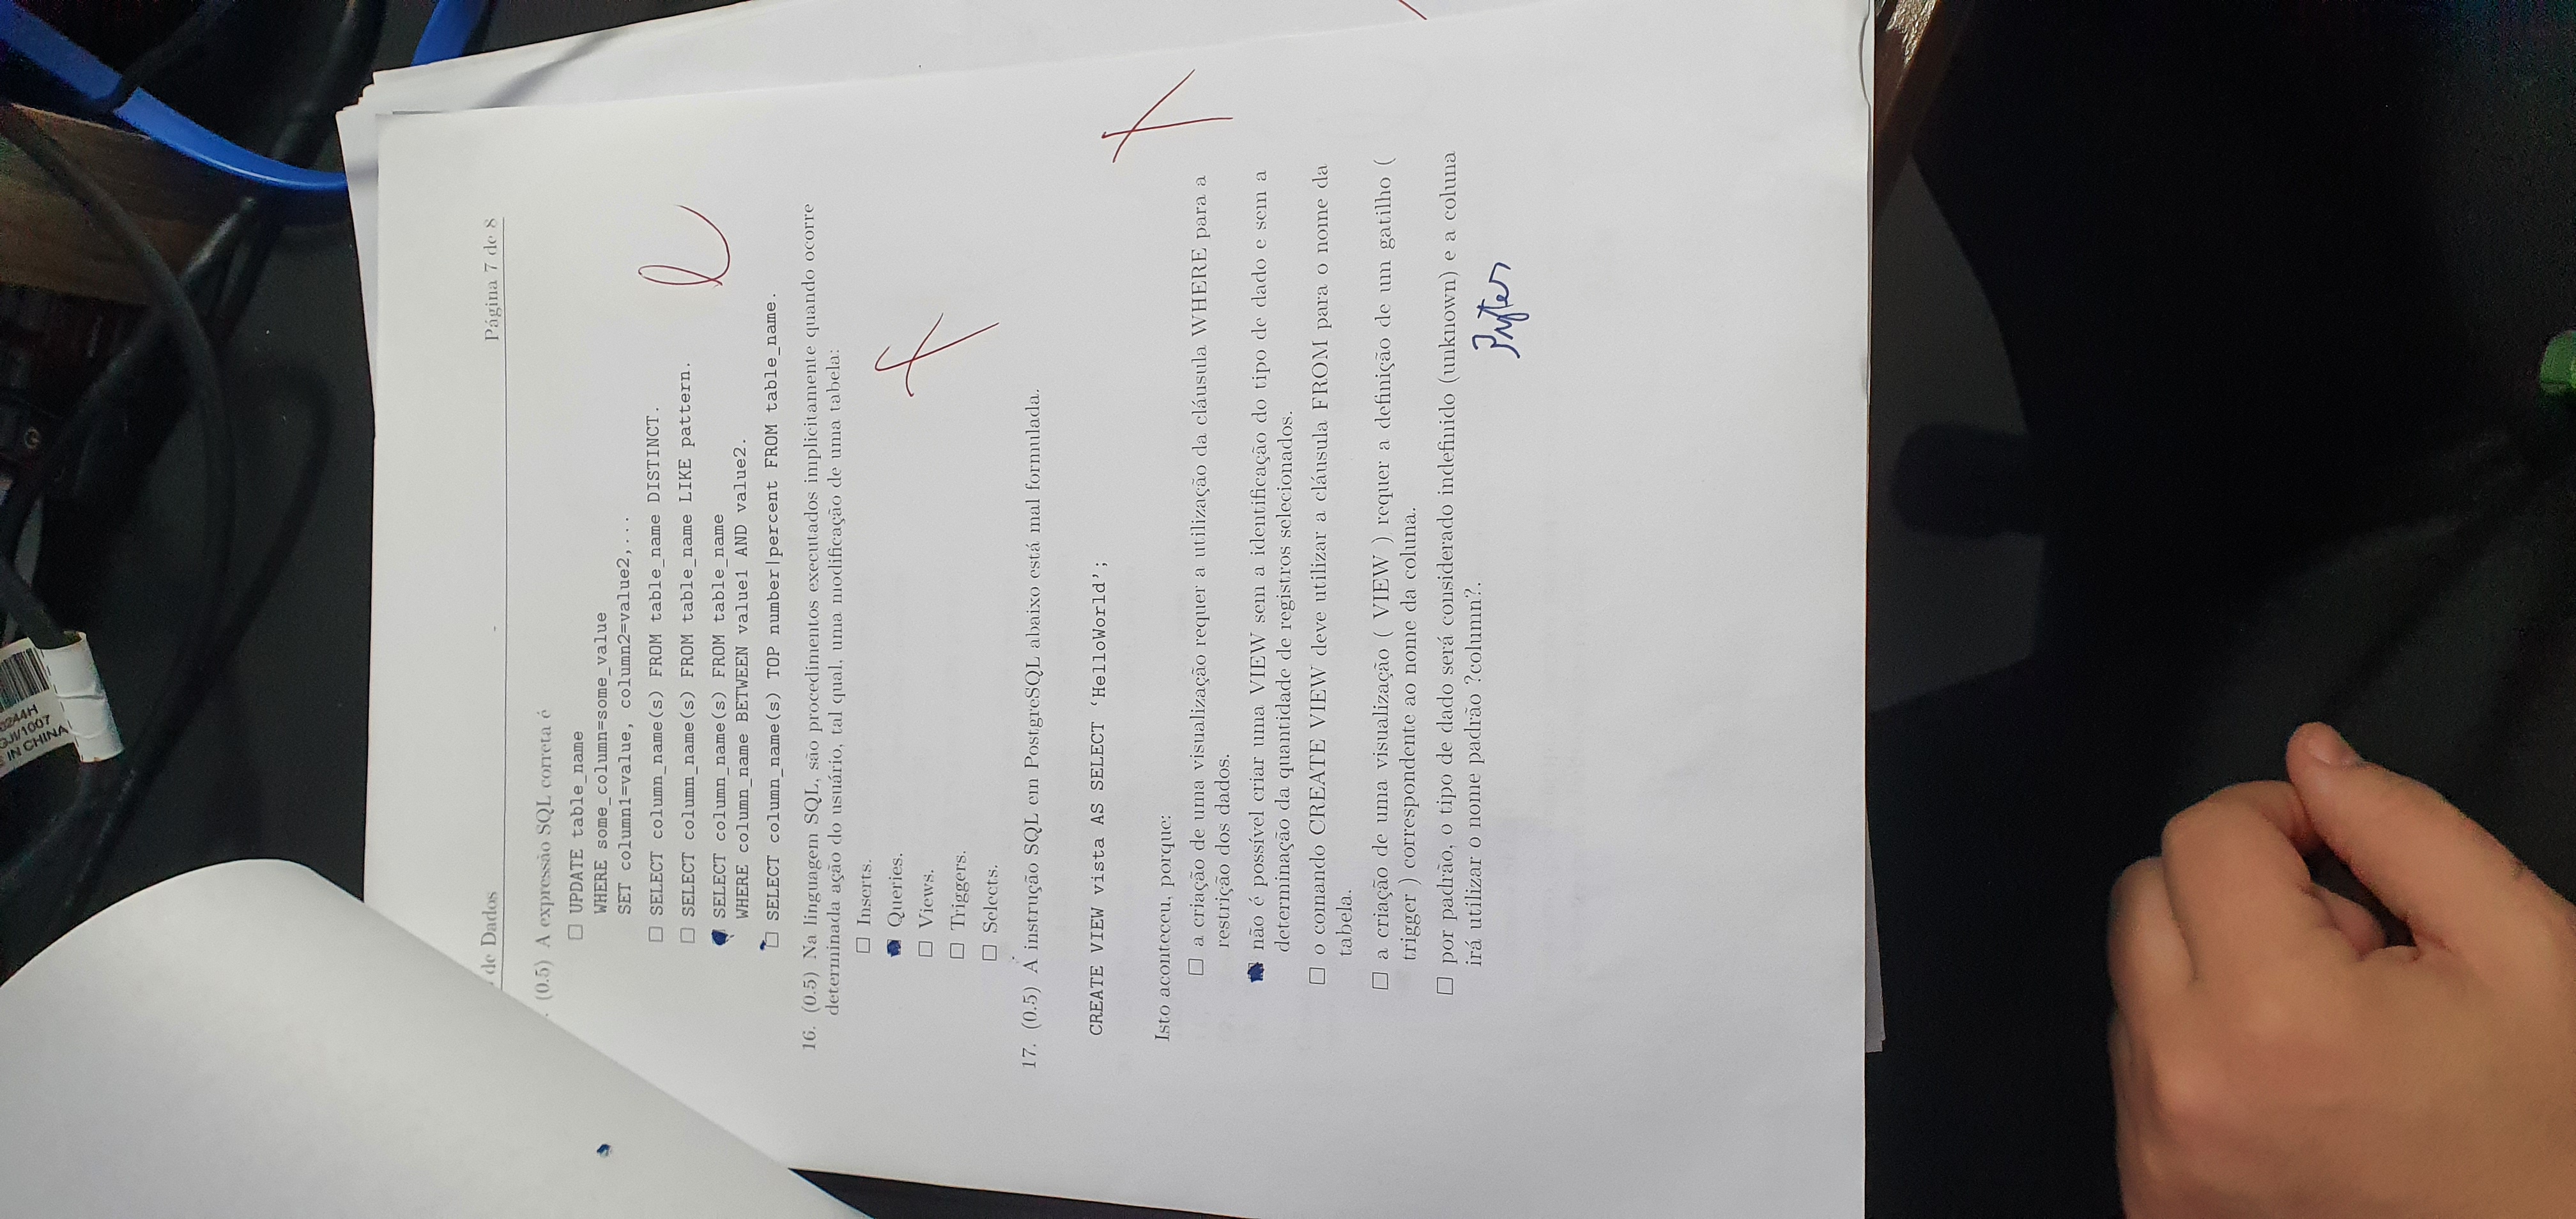 0244H
GJI/1007
IN CHINA
de Dados - Página 7 de 8
. (0.5) A expressão SQL correta é
☐ UPDATE table_name
WHERE some_column=some_value
SET column1=value, column2=value2,...
☐ SELECT column_name(s) FROM table_name DISTINCT.
☐ SELECT column_name(s) FROM table_name LIKE pattern.
SELECT column_name(s) FROM table_name
WHERE column_name BETWEEN value1 AND value2.
☐ SELECT column_name(s) TOP number|percent FROM table_name.
16. (0.5) Na linguagem SQL, são procedimentos executados implicitamente quando ocorre
determinada ação do usuário, tal qual, uma modificação de uma tabela:
☐ Inserts.
Queries.
☐ Views.
☐ Triggers.
☐ Selects.
17. (0.5) A instrução SQL em PostgreSQL abaixo está mal formulada.
CREATE VIEW vista AS SELECT ‘HelloWorld’;
Isto aconteceu, porque:
☐ a criação de uma visualização requer a utilização da cláusula WHERE para a
restrição dos dados.
não é possível criar uma VIEW sem a identificação do tipo de dado e sem a
determinação da quantidade de registros selecionados.
☐ o comando CREATE VIEW deve utilizar a cláusula FROM para o nome da
tabela.
☐ a criação de uma visualização ( VIEW ) requer a definição de um gatilho (
trigger ) correspondente ao nome da coluna.
☐ por padrão, o tipo de dado será considerado indefinido (unknown) e a coluna
irá utilizar o nome padrão ?column?.